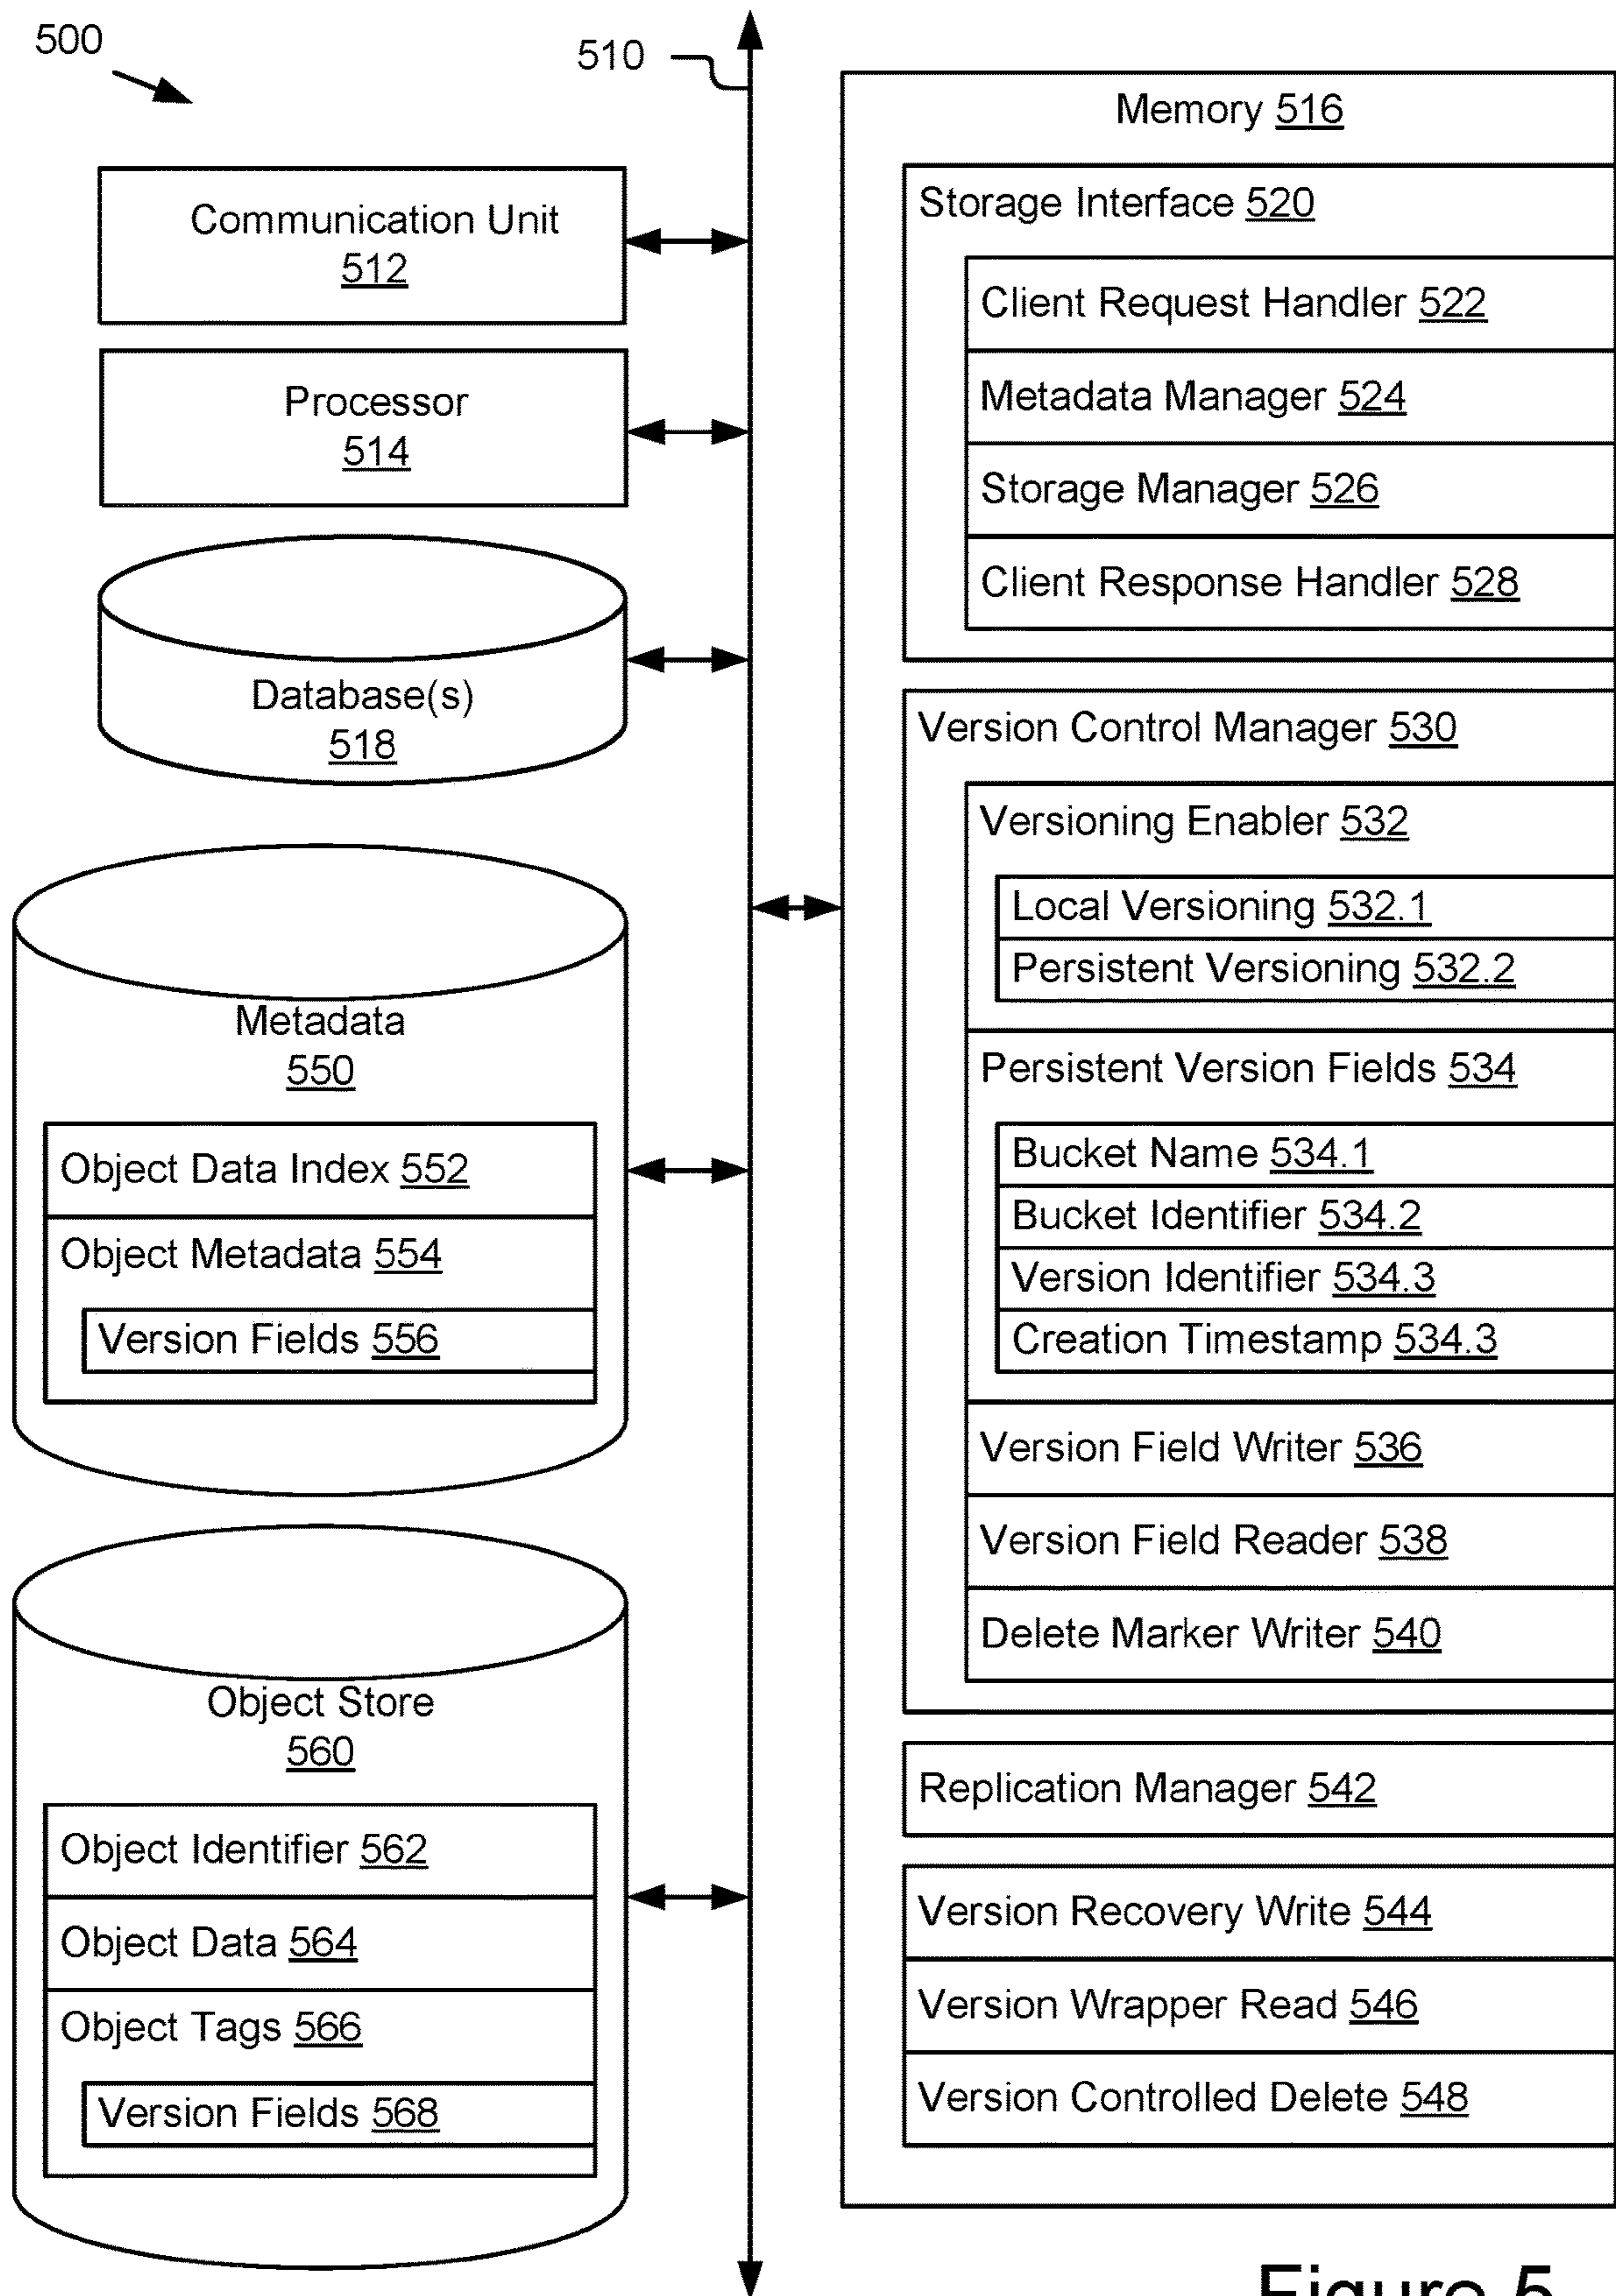 500
510
Communication Unit
512
Processor
514
Database(s)
518
Metadata
550
Object Data Index 552
Object Metadata 554
Version Fields 556
Object Store
560
Object Identifier 562
Object Data 564
Object Tags 566
Version Fields 568
Memory 516
Storage Interface 520
Client Request Handler 522
Metadata Manager 524
Storage Manager 526
Client Response Handler 528
Version Control Manager 530
Versioning Enabler 532
Local Versioning 532.1
Persistent Versioning 532.2
Persistent Version Fields 534
Bucket Name 534.1
Bucket Identifier 534.2
Version Identifier 534.3
Creation Timestamp 534.3
Version Field Writer 536
Version Field Reader 538
Delete Marker Writer 540
Replication Manager 542
Version Recovery Write 544
Version Wrapper Read 546
Version Controlled Delete 548
Figure 5